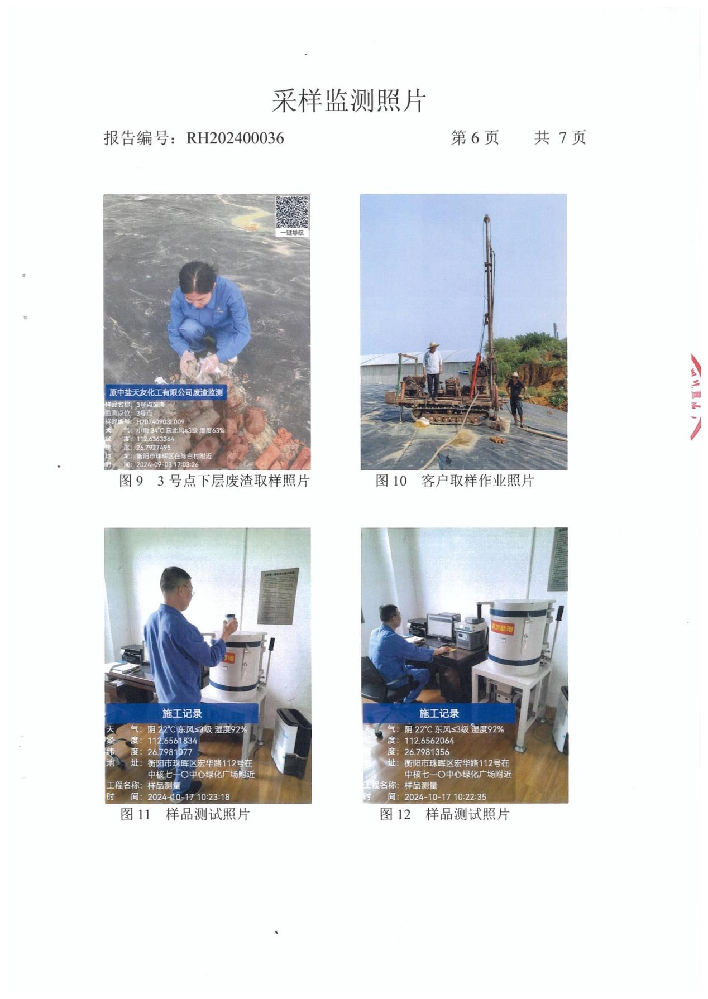 采样监测照片
报告编号：RH202400036 第 6 页 共 7 页
一键导航
原中盐天友化工有限公司废渣监测
样品名称：3号点废渣
监测点位：3号点
样品编号：H20240903L009
天 气：小雨 34℃ 东北风≤3级 湿度63%
经 度：112.6363364
纬 度：26.7927495
地 址：衡阳市珠晖区在陈白村附近
时 间：2024-09-03 17:03:26
图 9 3 号点下层废渣取样照片
图 10 客户取样作业照片
施工记录
天 气：阴 22℃ 东风≤3级 湿度92%
经 度：112.6561834
纬 度：26.7981077
地 址：衡阳市珠晖区宏华路112号在
中核七一〇中心绿化广场附近
工程名称：样品测量
时 间：2024-10-17 10:23:18
图 11 样品测试照片
请勿断电
施工记录
天 气：阴 22℃ 东风≤3级 湿度92%
经 度：112.6562064
纬 度：26.7981356
地 址：衡阳市珠晖区宏华路112号在
中核七一〇中心绿化广场附近
工程名称：样品测量
时 间：2024-10-17 10:22:35
图 12 样品测试照片